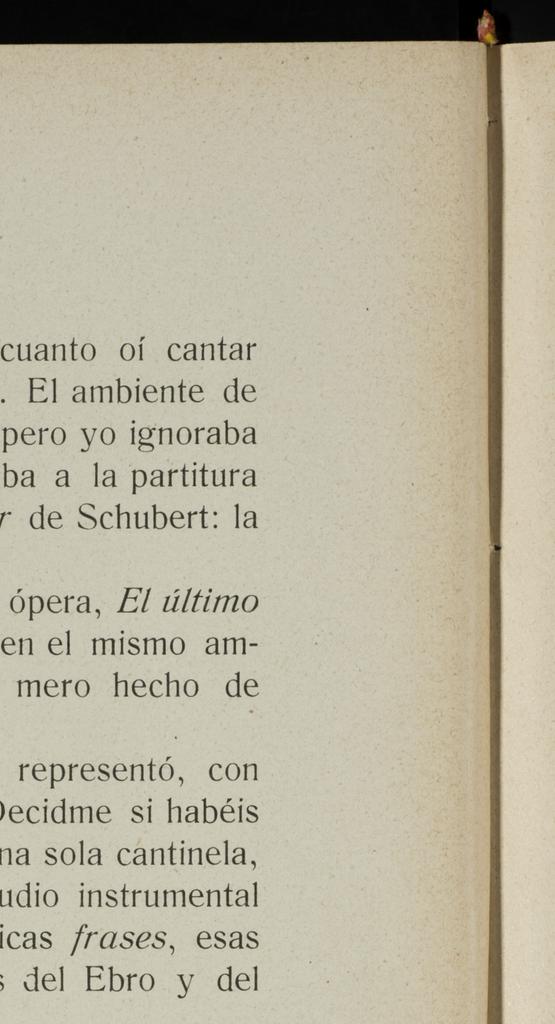 cuanto oí cantar
. El ambiente de
pero yo ignoraba
ba a la partitura
r de Schubert: la
ópera, El último
en el mismo am-
mero hecho de
representó, con
Decidme si habéis
na sola cantinela,
udio instrumental
icas frases, esas
s del Ebro y del